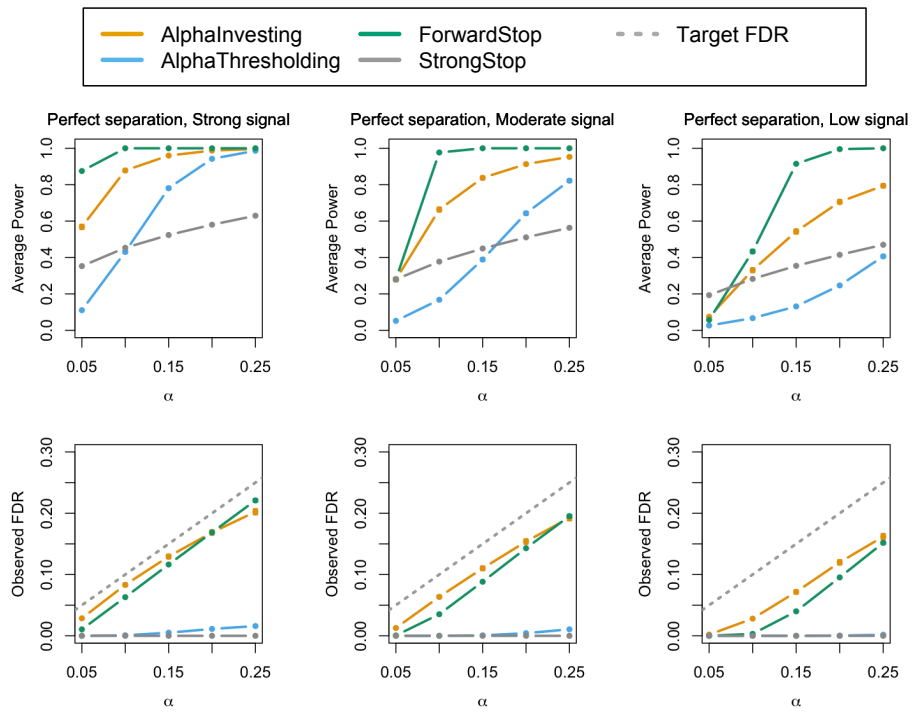 AlphaInvesting ForwardStop Target FDR
AlphaThresholding StrongStop
Perfect separation, Strong signal Perfect separation, Moderate signal Perfect separation, Low signal
Average Power
0.0 0.2 0.4 0.6 0.8 1.0
0.05 0.15 0.25
α
Average Power
0.0 0.2 0.4 0.6 0.8 1.0
0.05 0.15 0.25
α
Average Power
0.0 0.2 0.4 0.6 0.8 1.0
0.05 0.15 0.25
α
Observed FDR
0.00 0.10 0.20 0.30
0.05 0.15 0.25
α
Observed FDR
0.00 0.10 0.20 0.30
0.05 0.15 0.25
α
Observed FDR
0.00 0.10 0.20 0.30
0.05 0.15 0.25
α